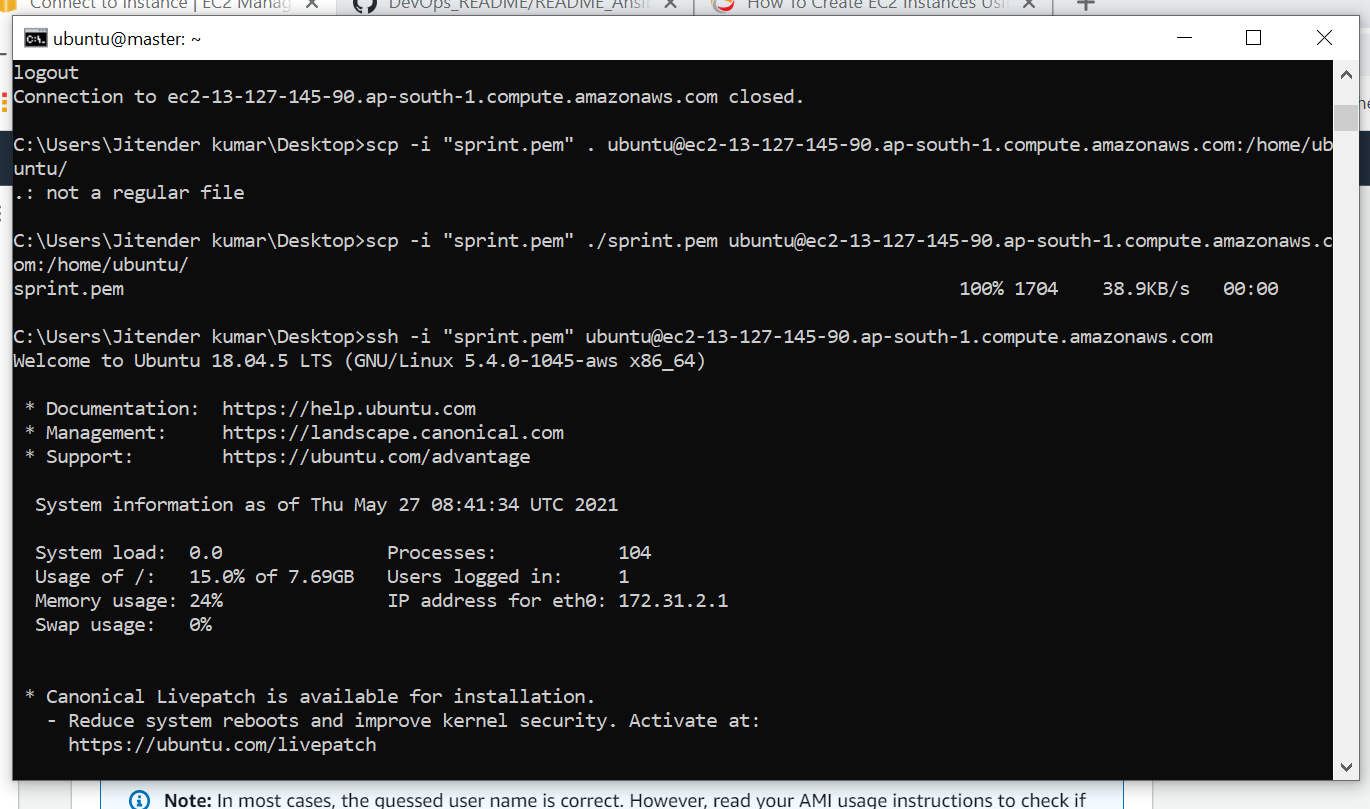 Connect to Instance | EC2 Manag
DevOps_README/README_Ansi
How To Create EC2 Instances Usi
ubuntu@master: ~
logout
Connection to ec2-13-127-145-90.ap-south-1.compute.amazonaws.com closed.
C:\Users\Jitender kumar\Desktop>scp -i "sprint.pem" . ubuntu@ec2-13-127-145-90.ap-south-1.compute.amazonaws.com:/home/ub
untu/
.: not a regular file
C:\Users\Jitender kumar\Desktop>scp -i "sprint.pem" ./sprint.pem ubuntu@ec2-13-127-145-90.ap-south-1.compute.amazonaws.c
om:/home/ubuntu/
sprint.pem 100% 1704 38.9KB/s 00:00
C:\Users\Jitender kumar\Desktop>ssh -i "sprint.pem" ubuntu@ec2-13-127-145-90.ap-south-1.compute.amazonaws.com
Welcome to Ubuntu 18.04.5 LTS (GNU/Linux 5.4.0-1045-aws x86_64)
* Documentation: https://help.ubuntu.com
* Management: https://landscape.canonical.com
* Support: https://ubuntu.com/advantage
System information as of Thu May 27 08:41:34 UTC 2021
System load: 0.0 Processes: 104
Usage of /: 15.0% of 7.69GB Users logged in: 1
Memory usage: 24% IP address for eth0: 172.31.2.1
Swap usage: 0%
* Canonical Livepatch is available for installation.
- Reduce system reboots and improve kernel security. Activate at:
https://ubuntu.com/livepatch
Note: In most cases, the guessed user name is correct. However, read your AMI usage instructions to check if